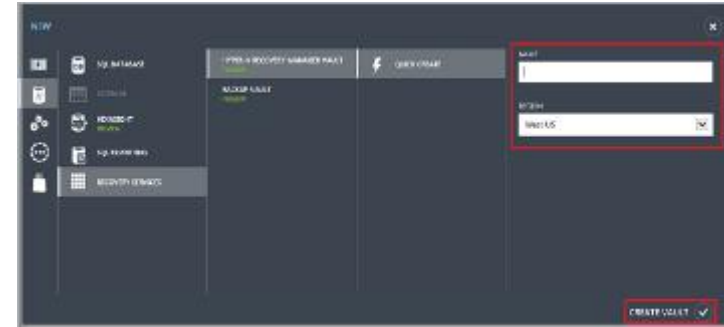 NEW
SQL DATABASE
STORAGE
HDINSIGHT
PREVIEW
SQL REPORTING
RECOVERY SERVICES
HYPER-V RECOVERY MANAGER VAULT
PREVIEW
BACKUP VAULT
PREVIEW
QUICK CREATE
NAME
REGION
West US
CREATE VAULT